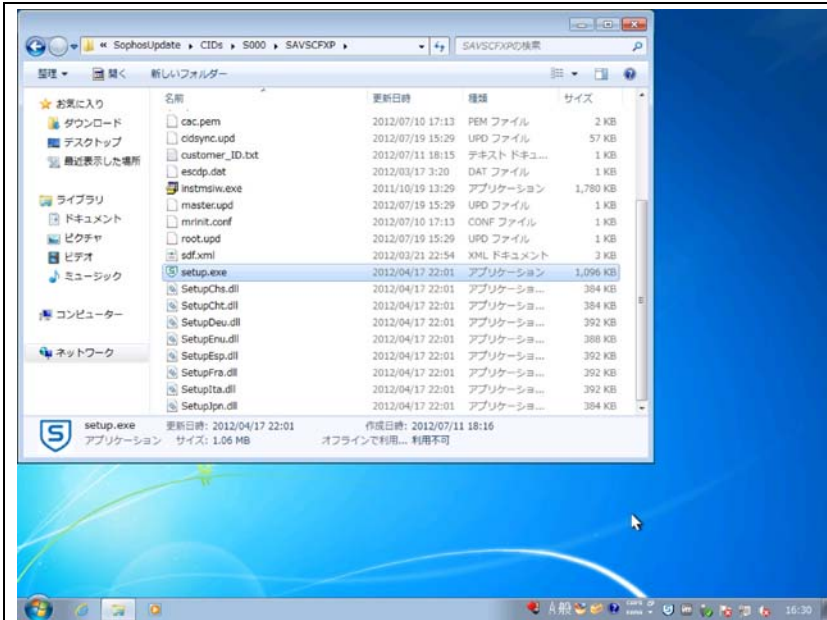 « SophosUpdate ▸ CIDs ▸ S000 ▸ SAVSCFXP ▸ SAVSCFXPの検索
整理 ▾ 開く 新しいフォルダー
お気に入り
ダウンロード
デスクトップ
最近表示した場所
ライブラリ
ドキュメント
ピクチャ
ビデオ
ミュージック
コンピューター
ネットワーク
名前 更新日時 種類 サイズ
cac.pem 2012/07/10 17:13 PEM ファイル 2 KB
cidsync.upd 2012/07/19 15:29 UPD ファイル 57 KB
customer_ID.txt 2012/07/11 18:15 テキスト ドキュ... 1 KB
escdp.dat 2012/03/17 3:20 DAT ファイル 1 KB
instmsiw.exe 2011/10/19 13:29 アプリケーション 1,780 KB
master.upd 2012/07/19 15:29 UPD ファイル 1 KB
mrinit.conf 2012/07/10 17:13 CONF ファイル 1 KB
root.upd 2012/07/19 15:29 UPD ファイル 1 KB
sdf.xml 2012/03/21 22:54 XML ドキュメント 3 KB
setup.exe 2012/04/17 22:01 アプリケーション 1,096 KB
SetupChs.dll 2012/04/17 22:01 アプリケーショ... 384 KB
SetupCht.dll 2012/04/17 22:01 アプリケーショ... 384 KB
SetupDeu.dll 2012/04/17 22:01 アプリケーショ... 392 KB
SetupEnu.dll 2012/04/17 22:01 アプリケーショ... 388 KB
SetupEsp.dll 2012/04/17 22:01 アプリケーショ... 392 KB
SetupFra.dll 2012/04/17 22:01 アプリケーショ... 392 KB
SetupIta.dll 2012/04/17 22:01 アプリケーショ... 392 KB
SetupJpn.dll 2012/04/17 22:01 アプリケーショ... 384 KB
setup.exe 更新日時: 2012/04/17 22:01 作成日時: 2012/07/11 18:16
アプリケーション サイズ: 1.06 MB オフラインで利用... 利用不可
A般 16:30